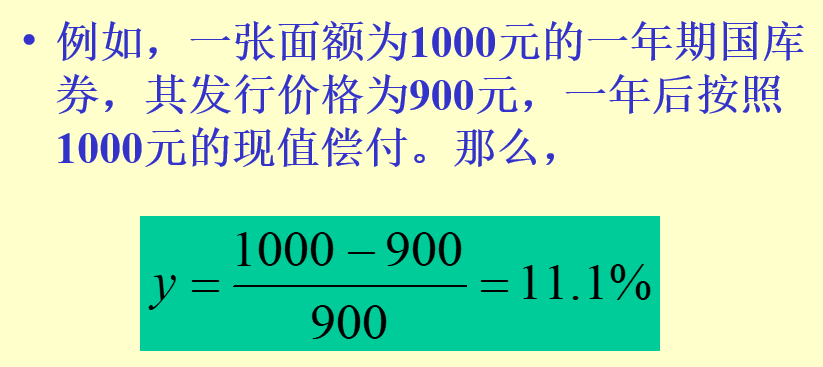 • 例如，一张面额为1000元的一年期国库
券，其发行价格为900元，一年后按照
1000元的现值偿付。那么，
y = \frac{1000 - 900}{900} = 11.1%